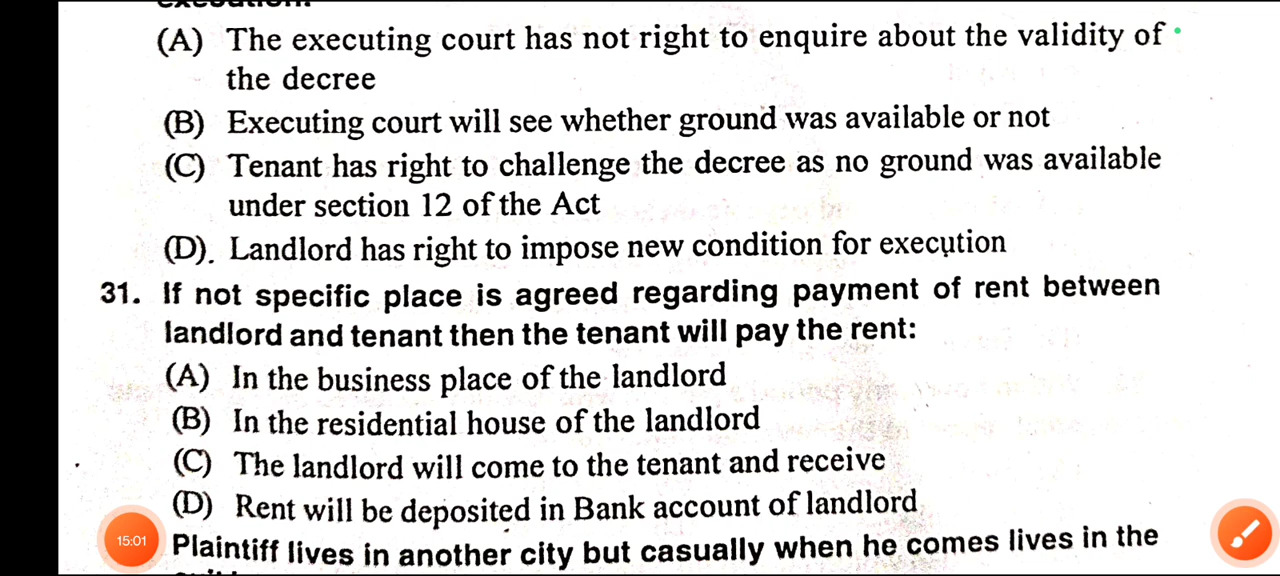 (A) The executing court has not right to enquire about the validity of
the decree
(B) Executing court will see whether ground was available or not
(C) Tenant has right to challenge the decree as no ground was available
under section 12 of the Act
(D). Landlord has right to impose new condition for execution
31. If not specific place is agreed regarding payment of rent between
landlord and tenant then the tenant will pay the rent:
(A) In the business place of the landlord
(B) In the residential house of the landlord
(C) The landlord will come to the tenant and receive
(D) Rent will be deposited in Bank account of landlord
15:01
Plaintiff lives in another city but casually when he comes lives in the